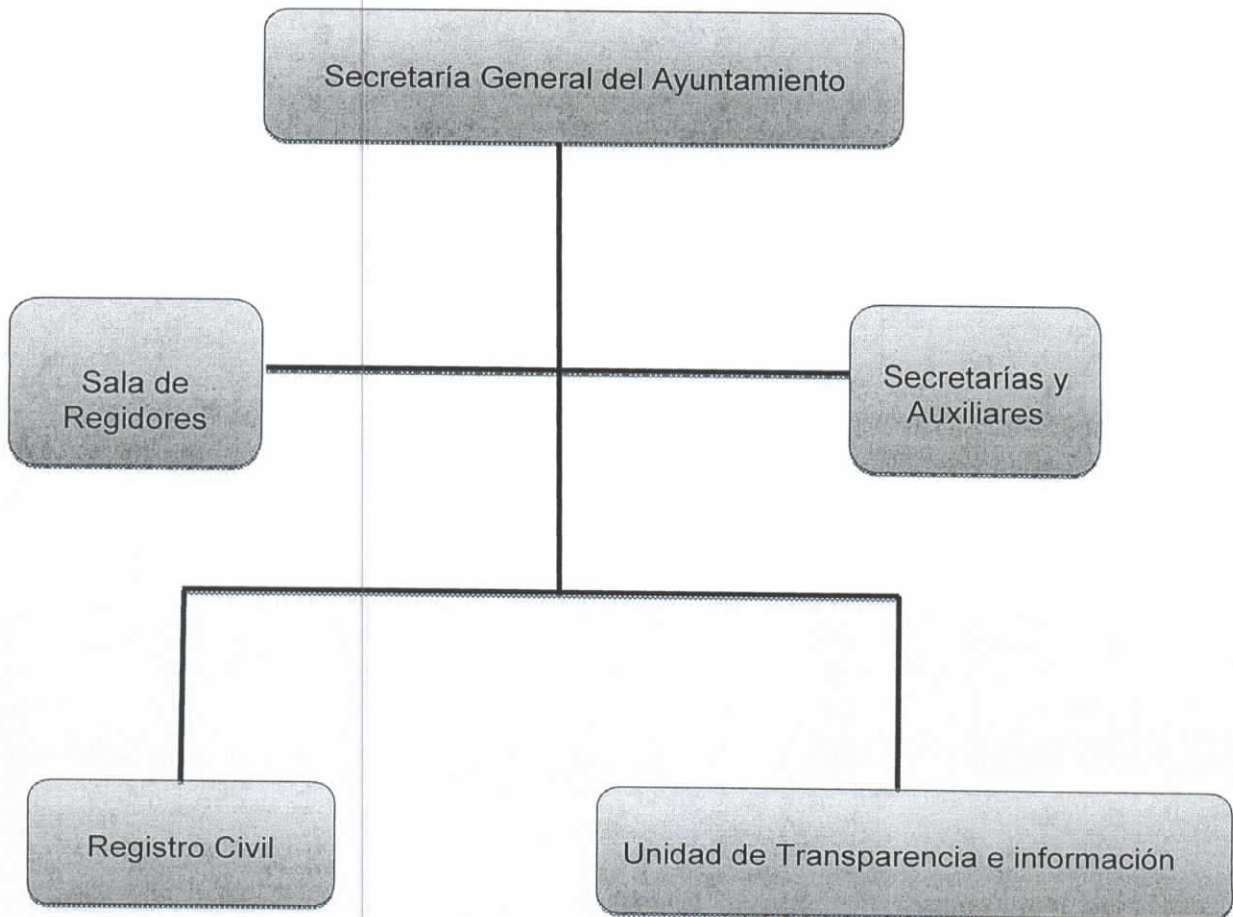 Secretaría General del Ayuntamiento
Sala de
Regidores
Secretarías y
Auxiliares
Registro Civil
Unidad de Transparencia e información